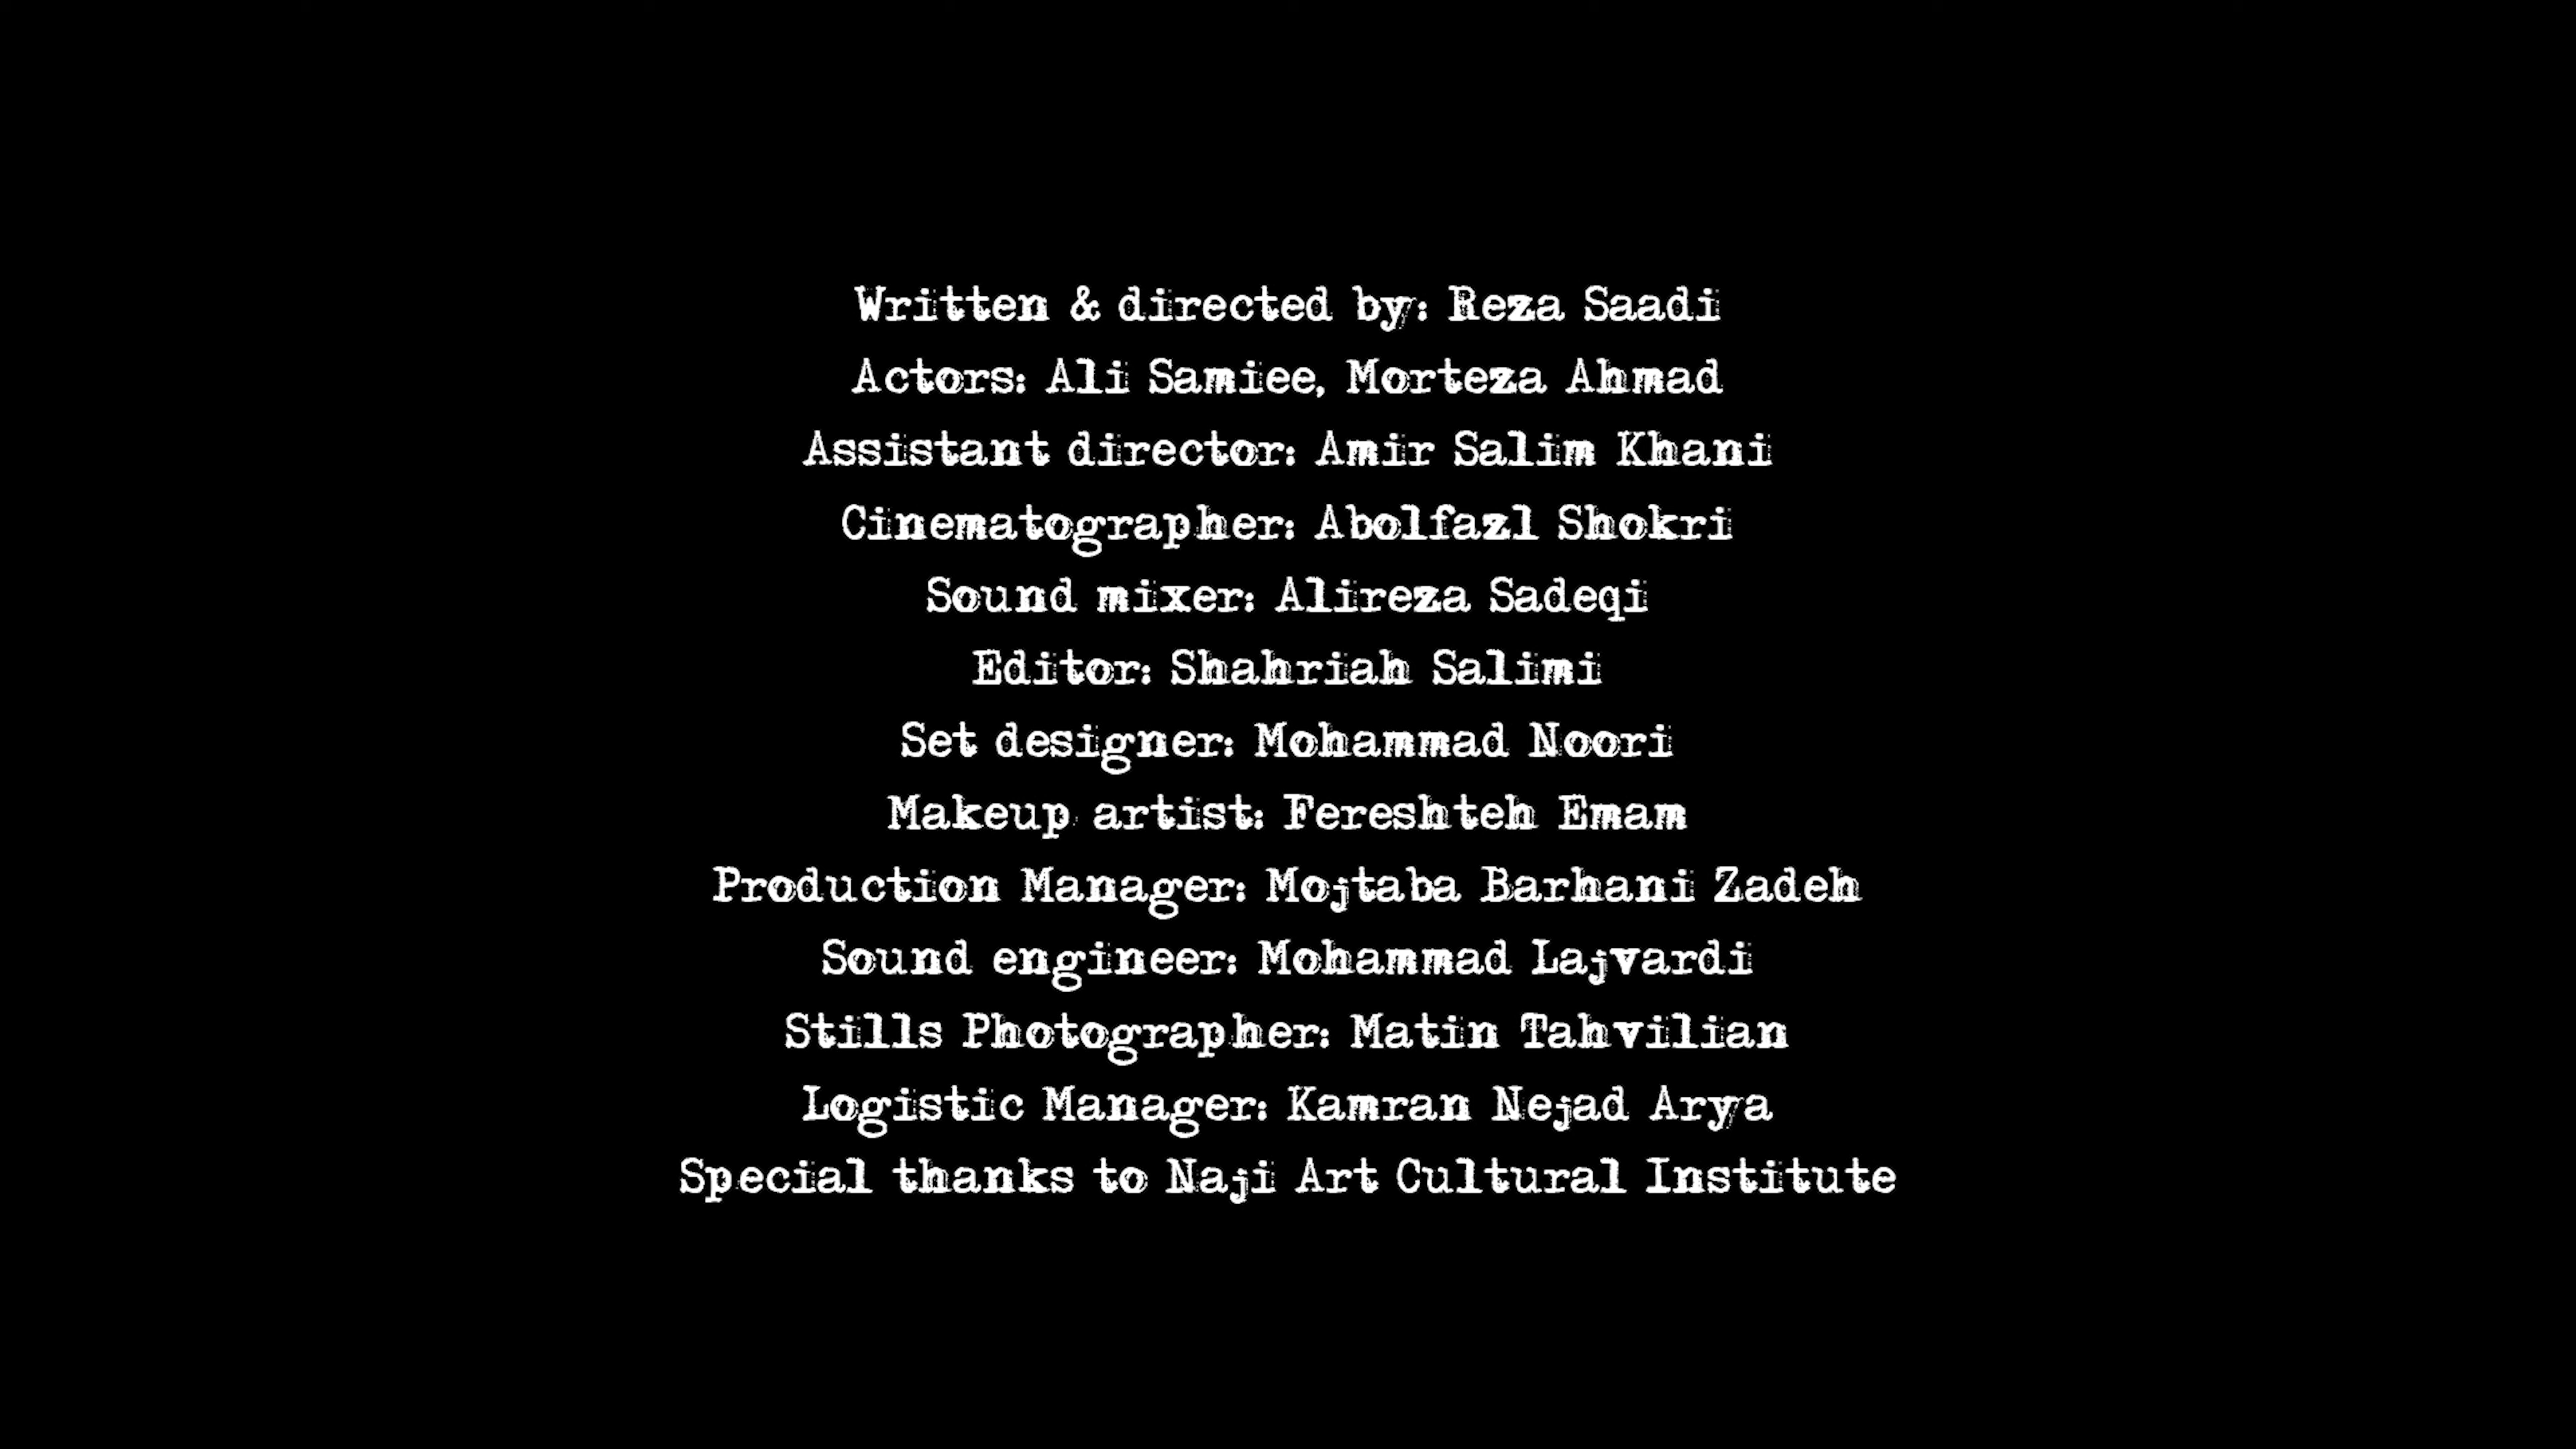 Written & directed by: Reza Saadi
Actors: Ali Samiee, Morteza Ahmad
Assistant director: Amir Salim Khani
Cinematographer: Abolfazl Shokri
Sound mixer: Alireza Sadeqi
Editor: Shahriah Salimi
Set designer: Mohammad Noori
Makeup artist: Fereshteh Emam
Production Manager: Mojtaba Barhani Zadeh
Sound engineer: Mohammad Lajvardi
Stills Photographer: Matin Tahvilian
Logistic Manager: Kamran Nejad Arya
Special thanks to Naji Art Cultural Institute